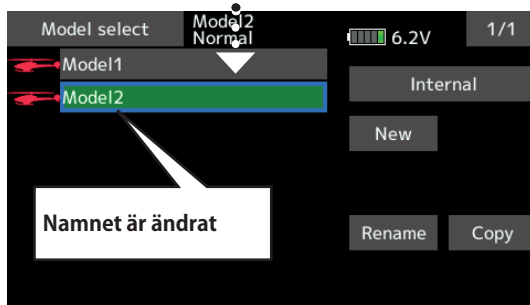 Model select
Model2
Normal
6.2V
1/1
Model1
Internal
Model2
New
Namnet är ändrat
Rename
Copy